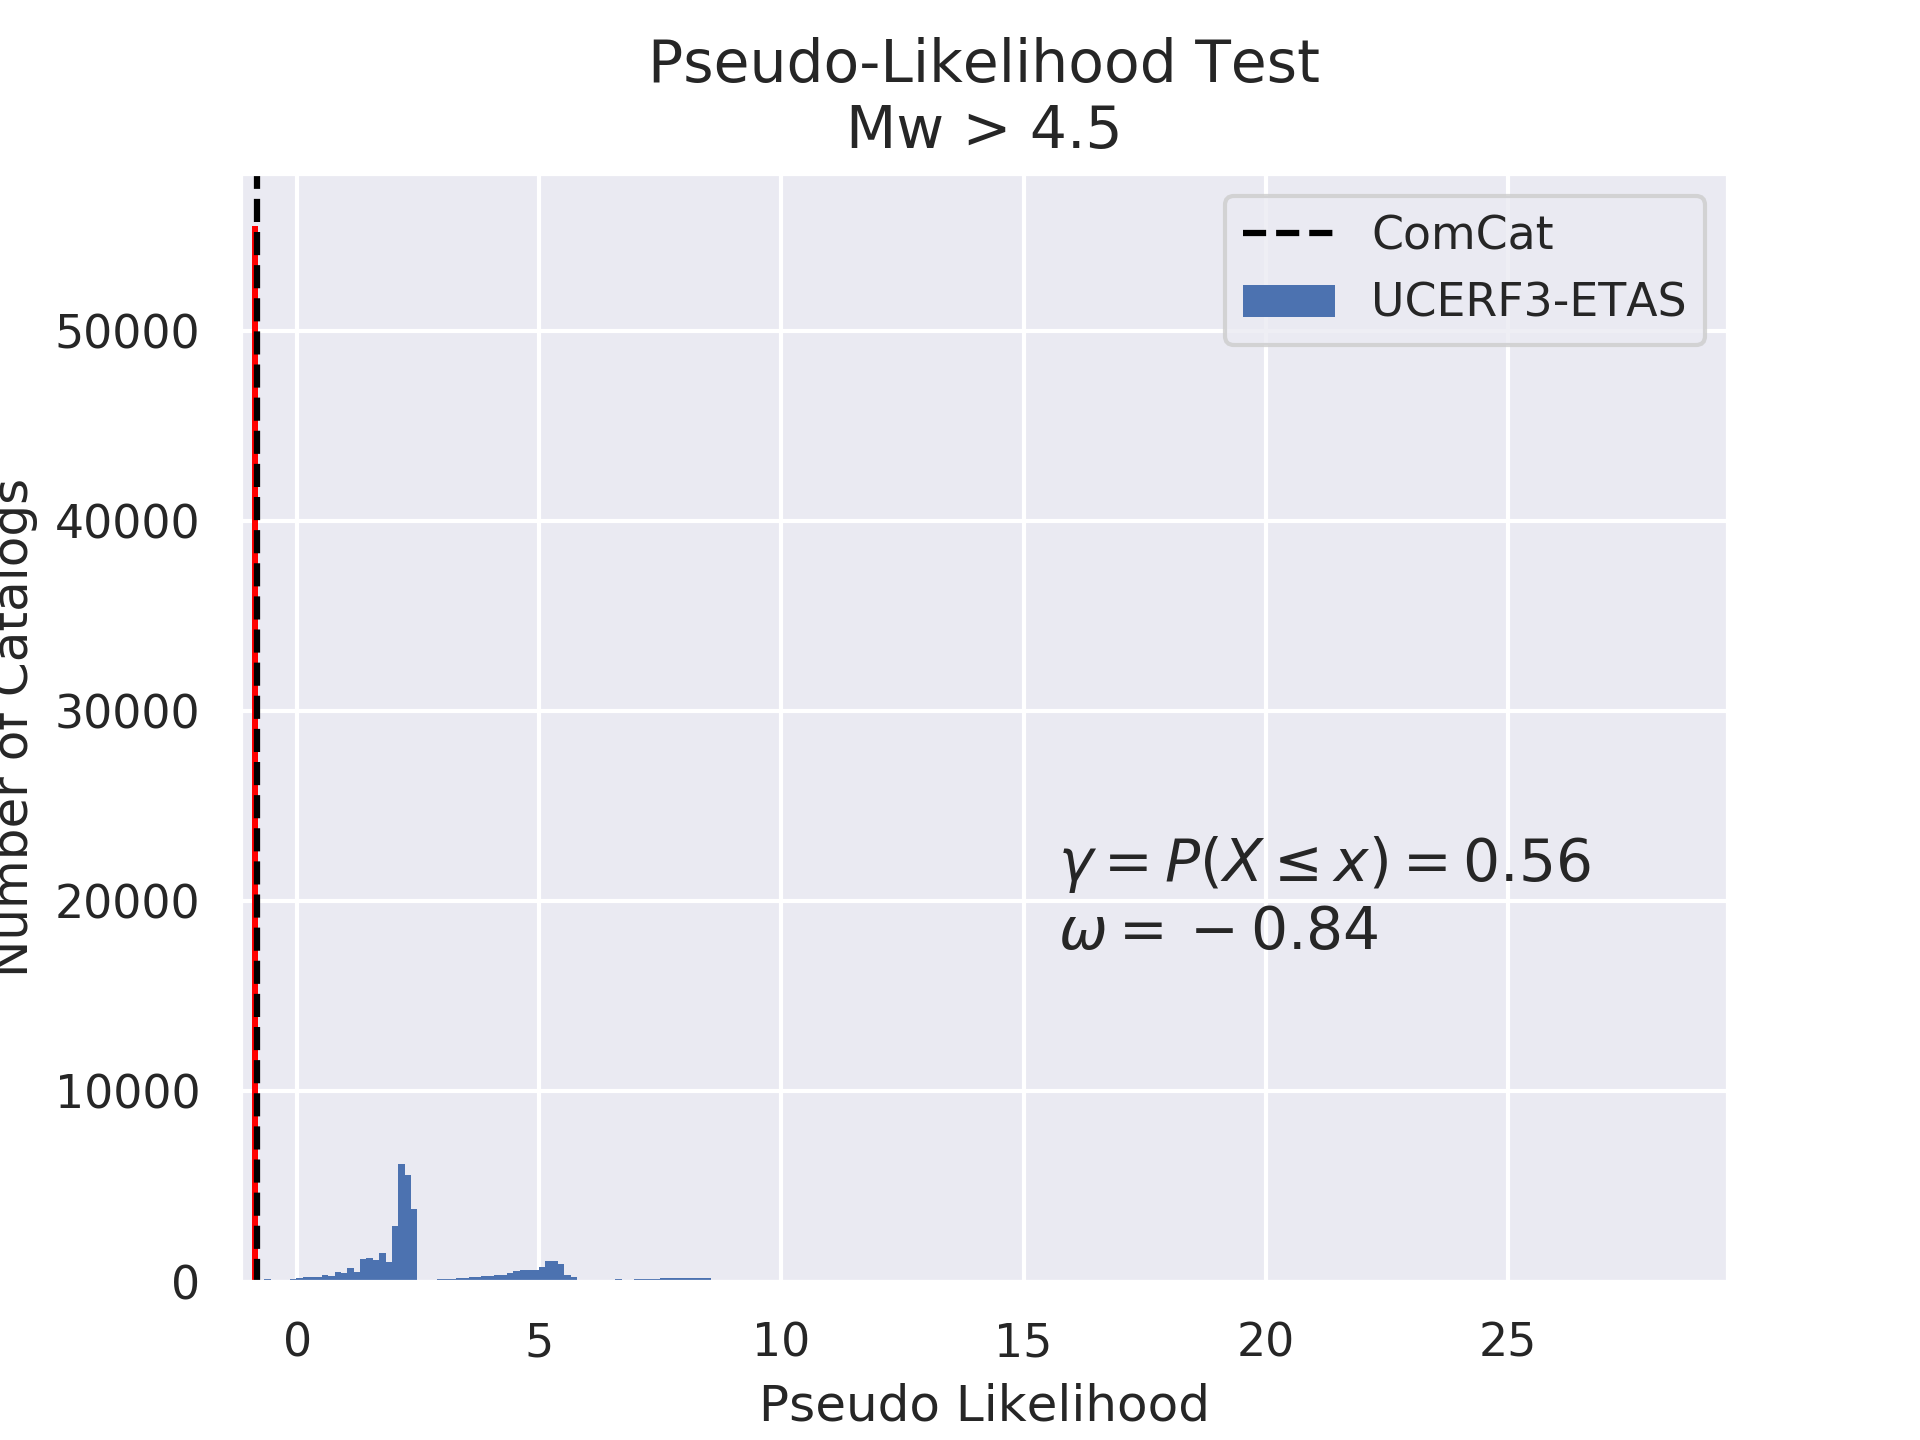 Pseudo-Likelihood Test
Mw > 4.5
ComCat
UCERF3-ETAS
Number of Catalogs
50000
40000
30000
20000
10000
0
γ = P(X ≤ x) = 0.56
ω = − 0.84
0 5 10 15 20 25
Pseudo Likelihood